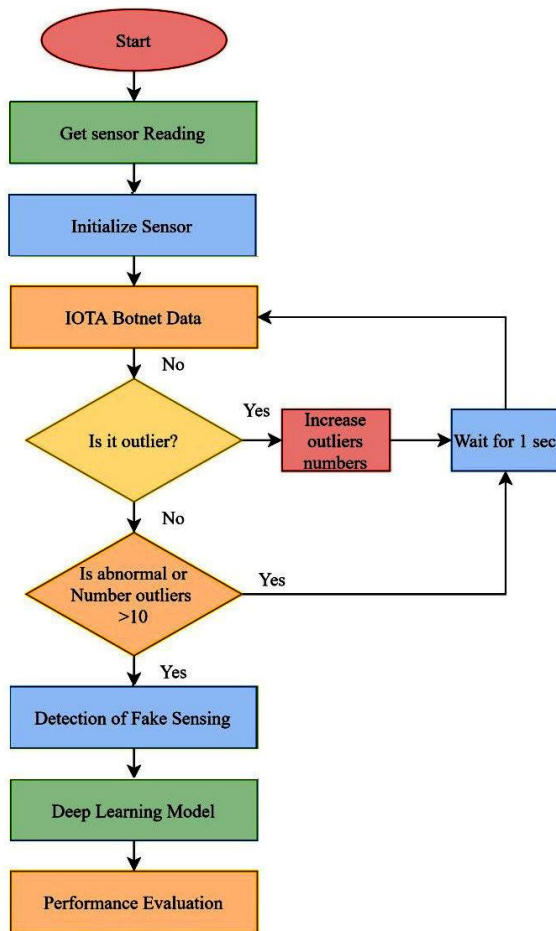 Start
Get sensor Reading
Initialize Sensor
IOTA Botnet Data
No
Is it outlier?
Yes
Increase
outliers
numbers
Wait for 1 sec
No
Is abnormal or
Number outliers
>10
Yes
Yes
Detection of Fake Sensing
Deep Learning Model
Performance Evaluation